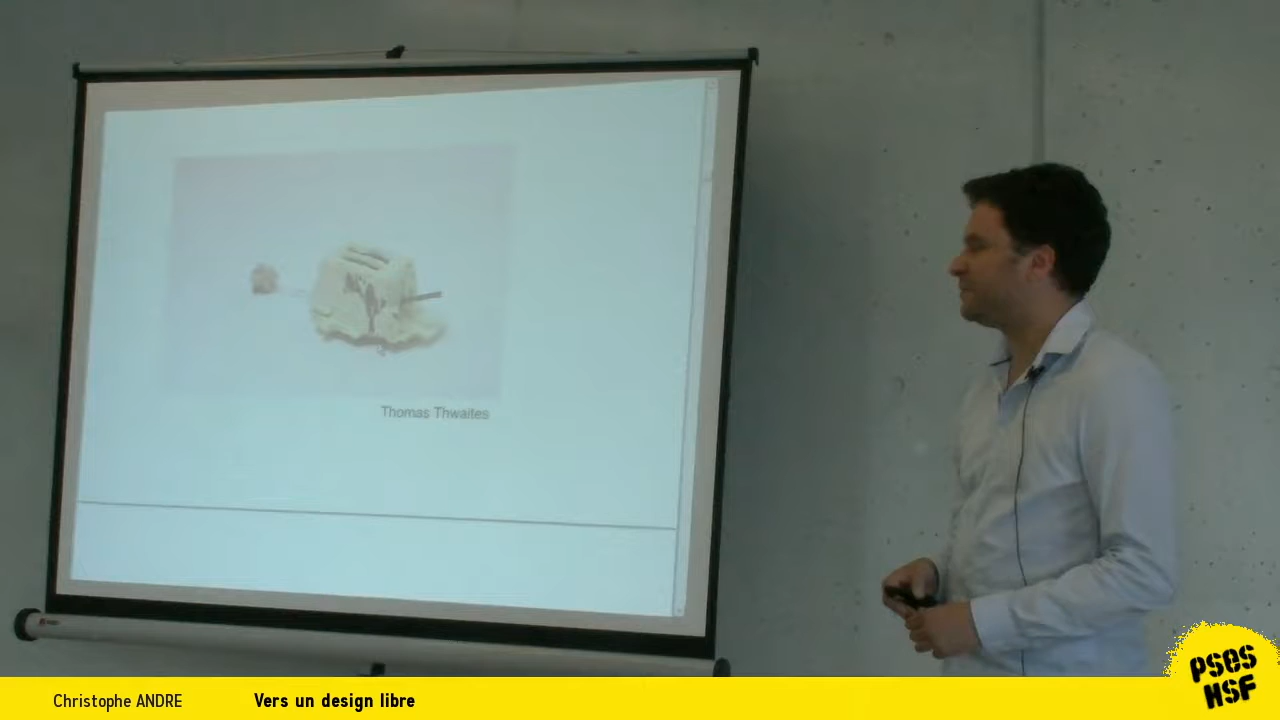 Thomas Thwaites
Christophe ANDRE
Vers un design libre
PSES
HSF